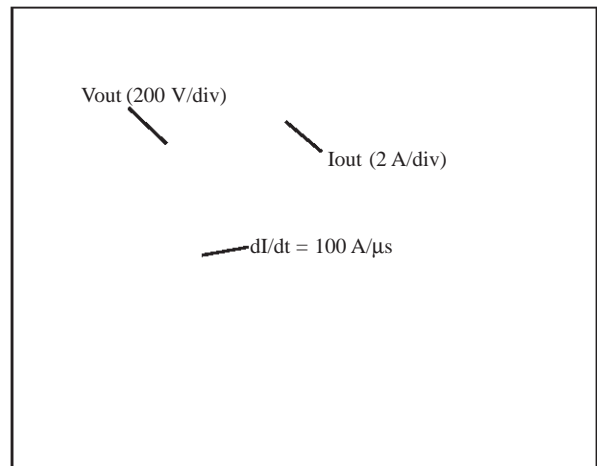 Vout (200 V/div)
Iout (2 A/div)
dI/dt = 100 A/μs